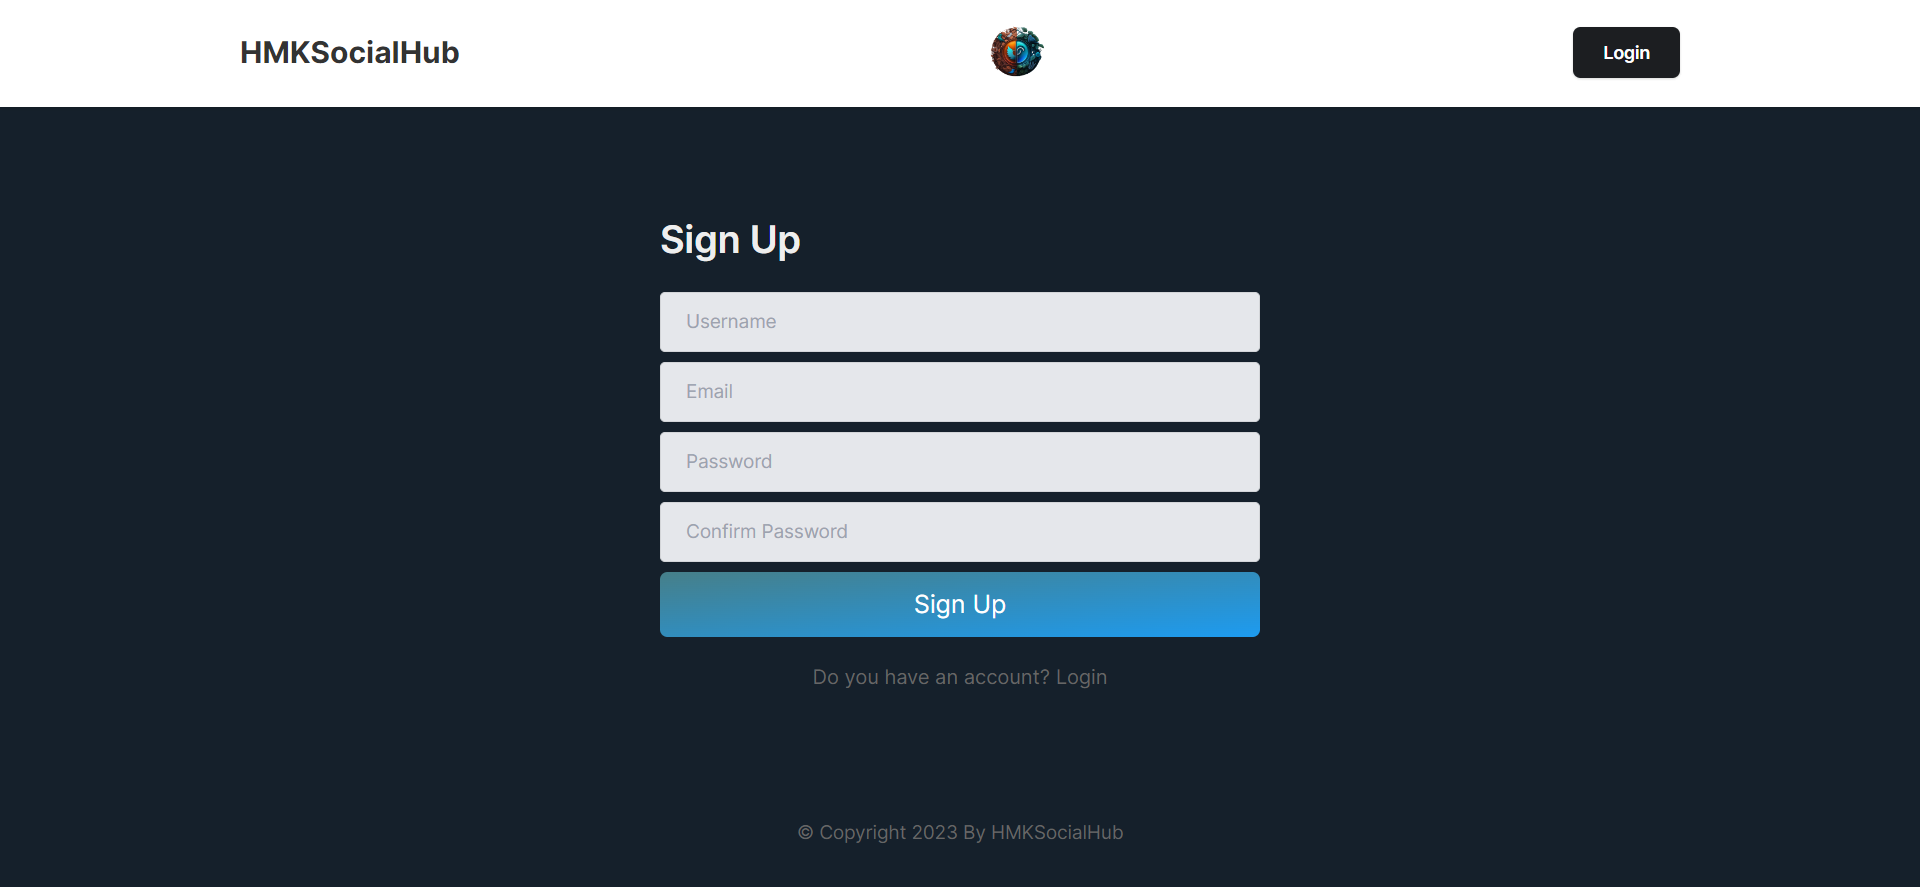 HMKSocialHub
Login
Sign Up
Username
Email
Password
Confirm Password
Sign Up
Do you have an account? Login
© Copyright 2023 By HMKSocialHub